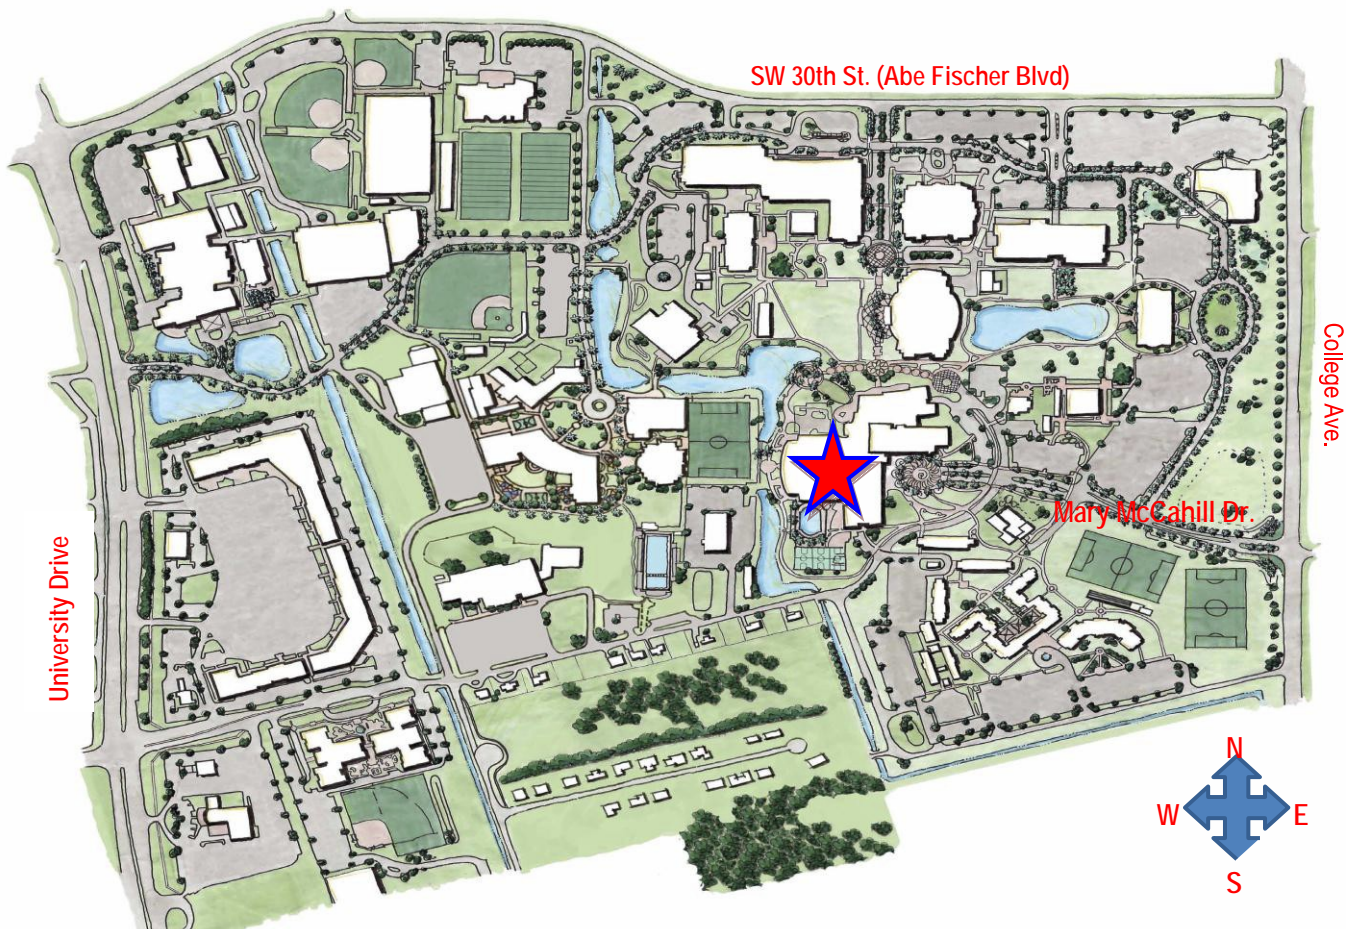 SW 30th St. (Abe Fischer Blvd)
College Ave.
Mary McCahill Dr.
University Drive
N
W
E
S